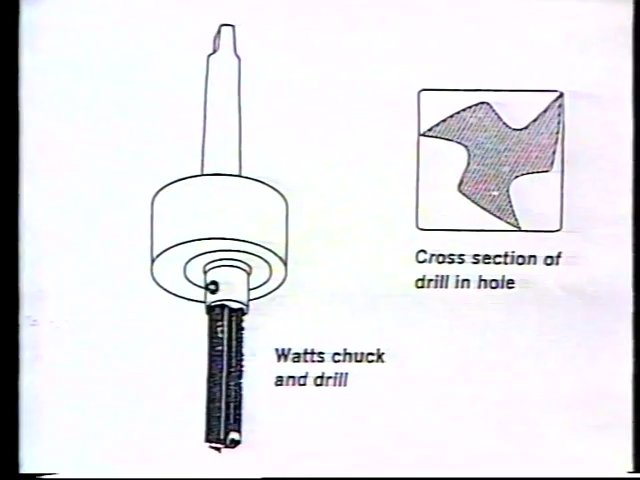 Cross section of
drill in hole
Watts chuck
and drill